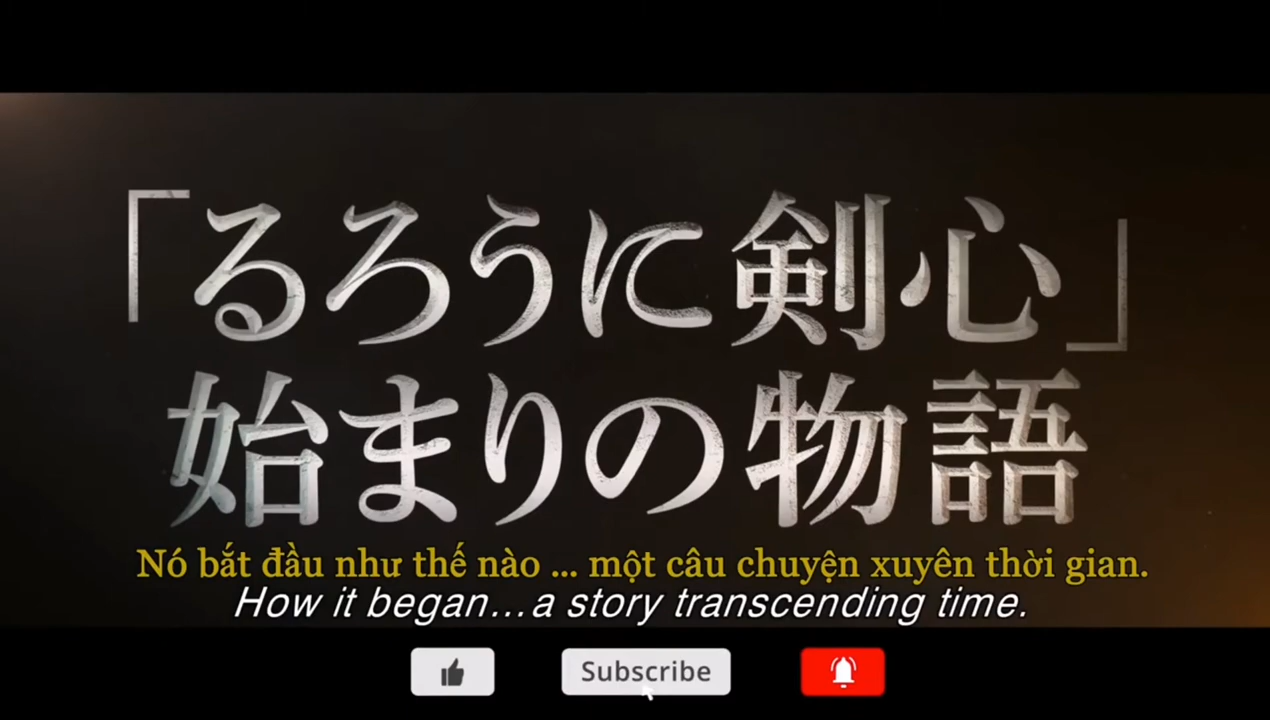 「るろうに剣心」
始まりの物語
Nó bắt đầu như thế nào ... một câu chuyện xuyên thời gian.
How it began...a story transcending time.
Subscribe